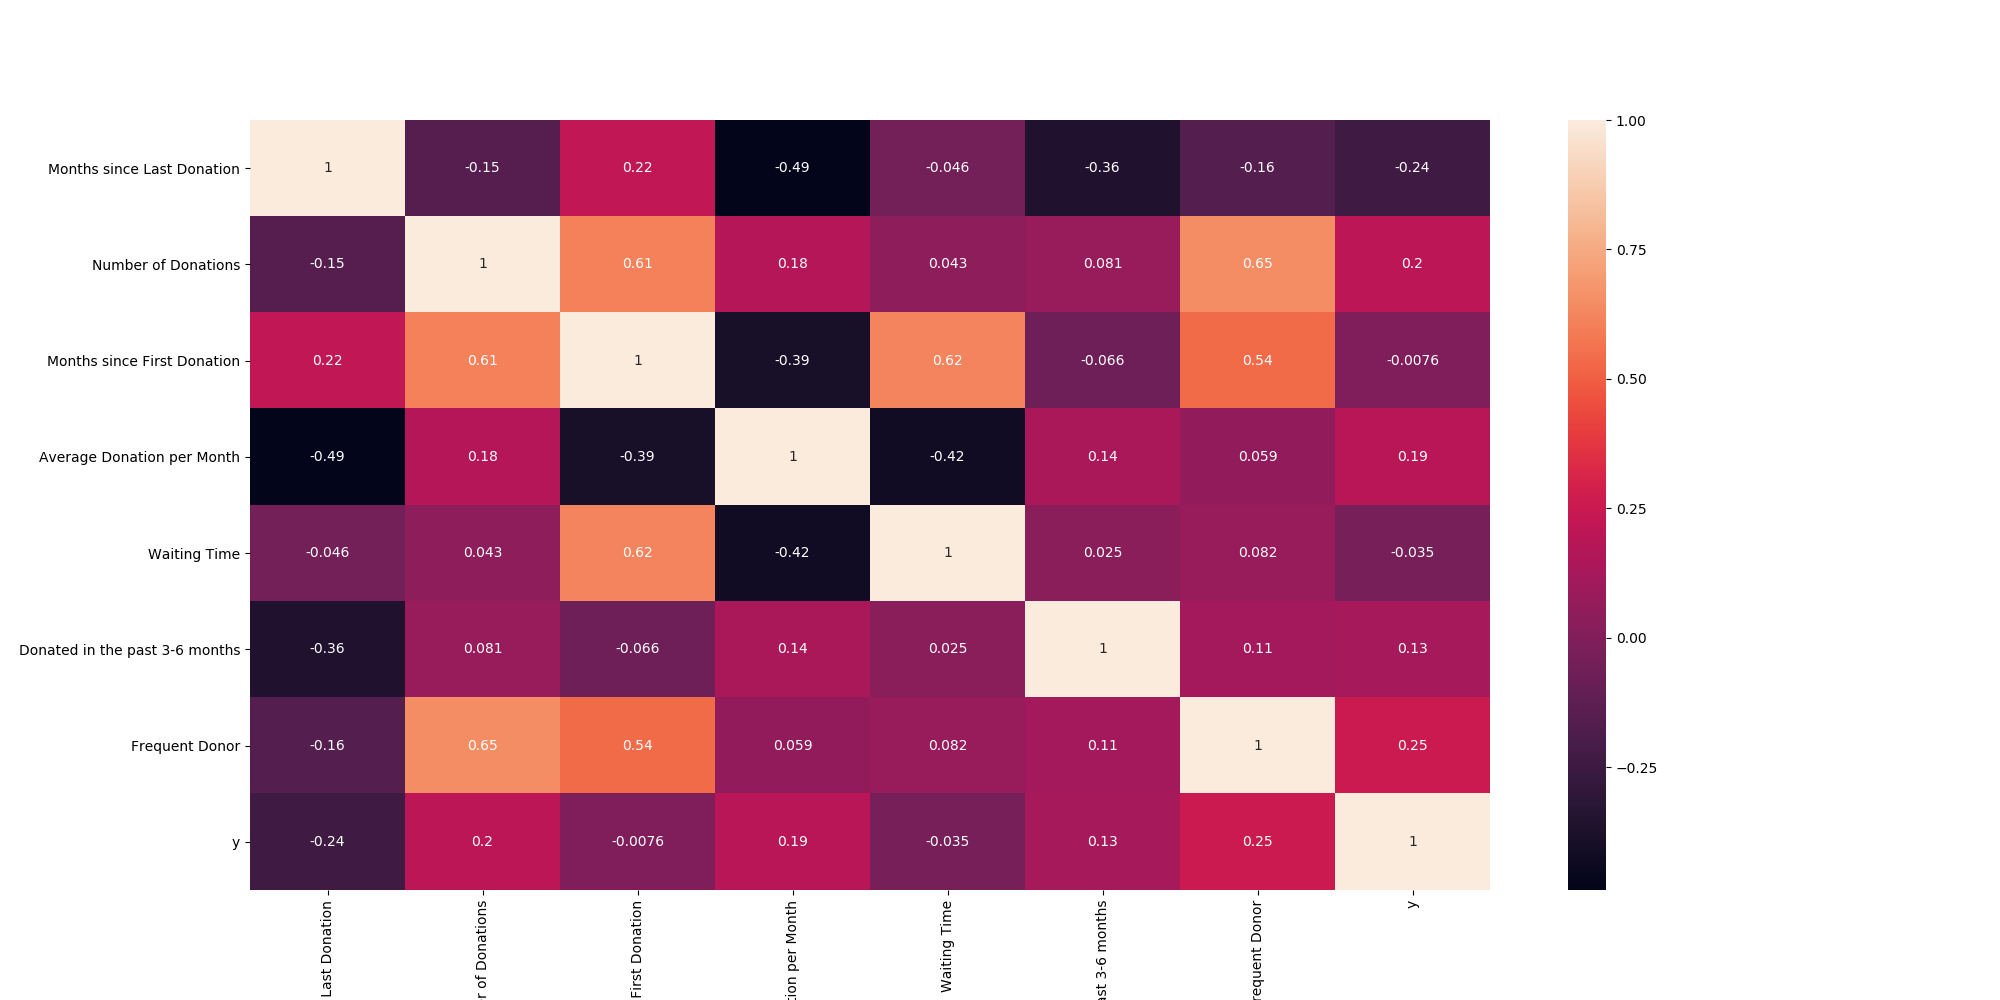 Months since Last Donation 1 -0.15 0.22 -0.49 -0.046 -0.36 -0.16 -0.24
Number of Donations -0.15 1 0.61 0.18 0.043 0.081 0.65 0.2
Months since First Donation 0.22 0.61 1 -0.39 0.62 -0.066 0.54 -0.0076
Average Donation per Month -0.49 0.18 -0.39 1 -0.42 0.14 0.059 0.19
Waiting Time -0.046 0.043 0.62 -0.42 1 0.025 0.082 -0.035
Donated in the past 3-6 months -0.36 0.081 -0.066 0.14 0.025 1 0.11 0.13
Frequent Donor -0.16 0.65 0.54 0.059 0.082 0.11 1 0.25
y -0.24 0.2 -0.0076 0.19 -0.035 0.13 0.25 1
Last Donation
r of Donations
First Donation
tion per Month
Waiting Time
ast 3-6 months
requent Donor
y
1.00
0.75
0.50
0.25
0.00
−0.25